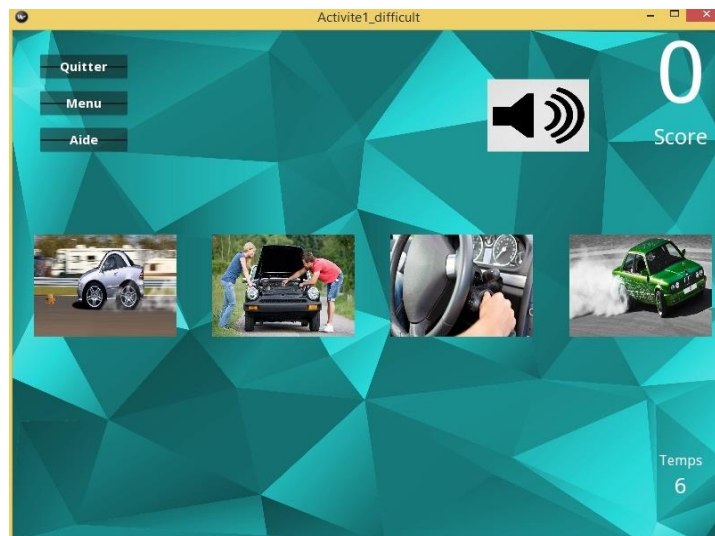 Activite1_difficult
Quitter
Menu
Aide
0
Score
Temps
6